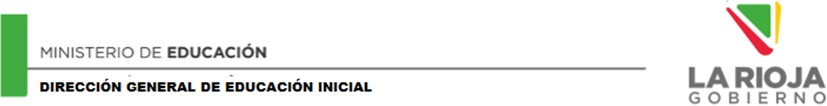 MINISTERIO DE EDUCACIÓN
DIRECCIÓN GENERAL DE EDUCACIÓN INICIAL
LA RIOJA
GOBIERNO